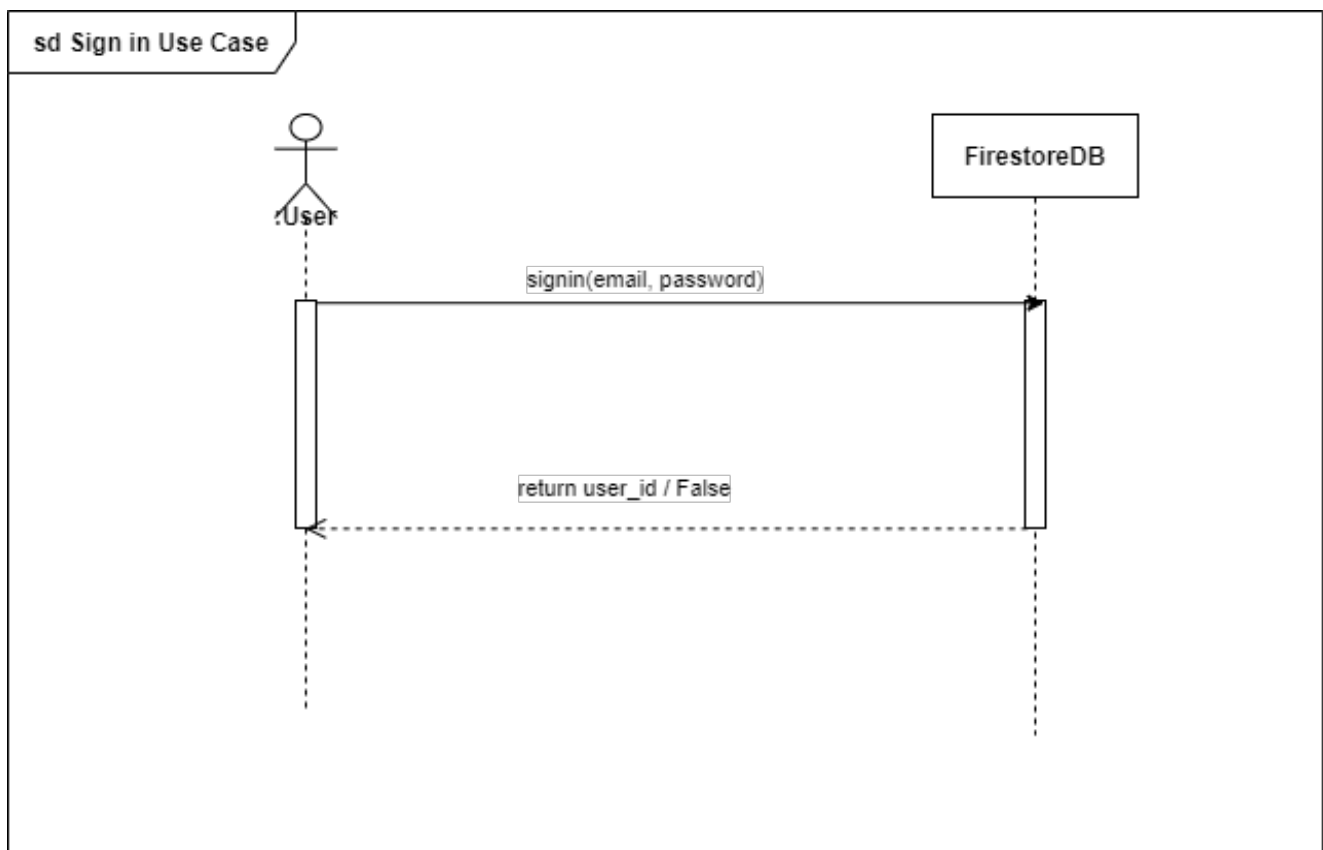 sd Sign in Use Case
:User
FirestoreDB
signin(email, password)
return user_id / False